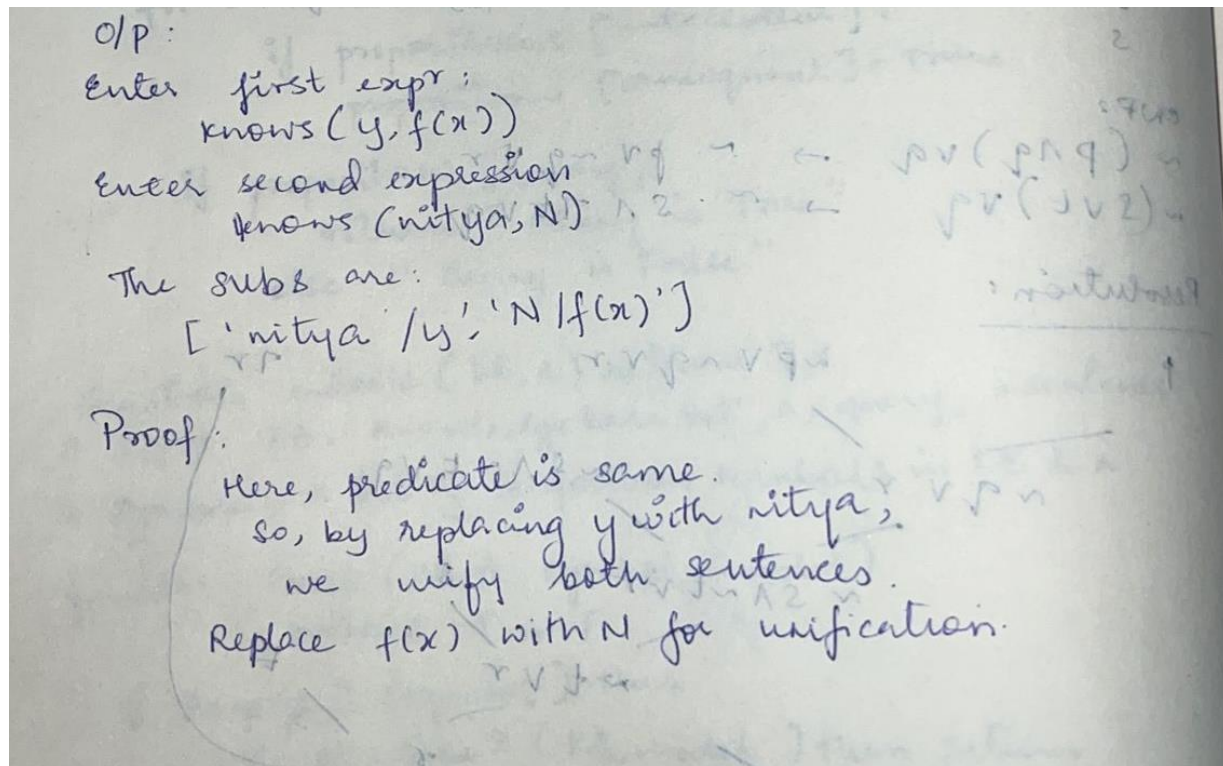 O/P :
Enter first expr :
knows (y, f(x))
Enter second expression
knows (nitya, N)
The subs are :
['nitya / y', 'N / f(x)']
Proof :
Here, predicate is same.
So, by replacing y with nitya,
we unify both sentences.
Replace f(x) with N for unification.